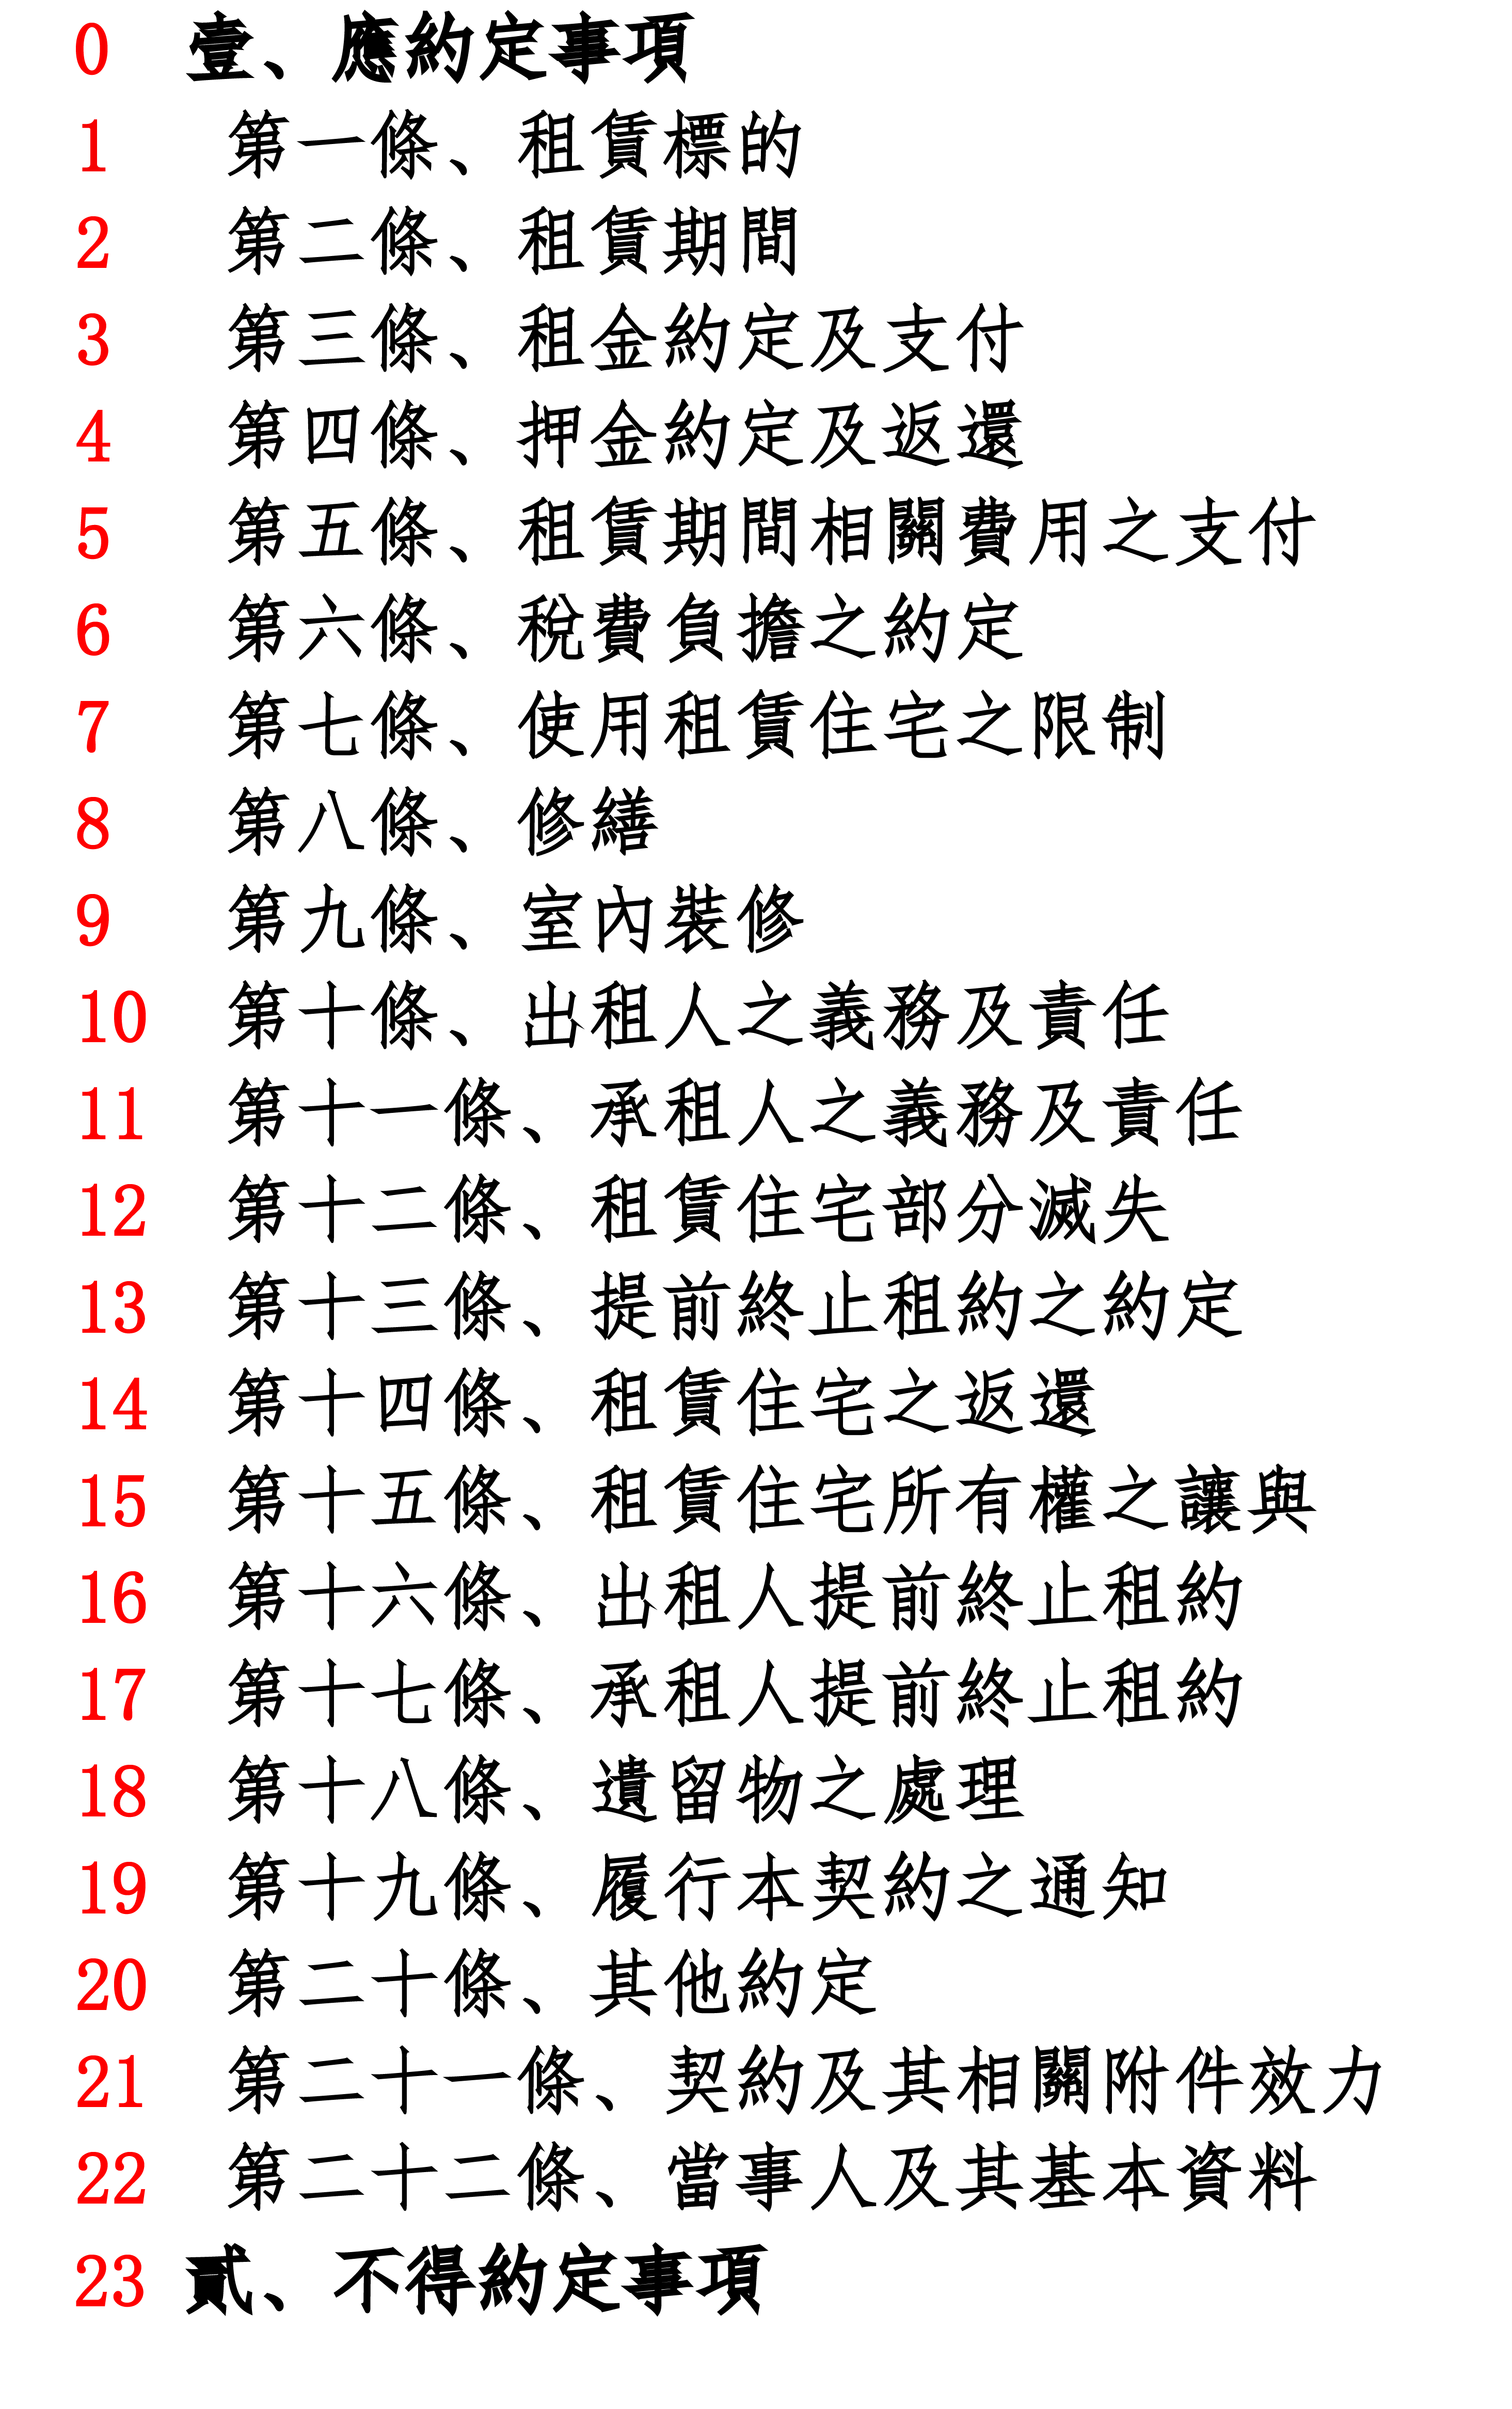 0 壹、應約定事項
1 第一條、租賃標的
2 第二條、租賃期間
3 第三條、租金約定及支付
4 第四條、押金約定及返還
5 第五條、租賃期間相關費用之支付
6 第六條、稅費負擔之約定
7 第七條、使用租賃住宅之限制
8 第八條、修繕
9 第九條、室內裝修
10 第十條、出租人之義務及責任
11 第十一條、承租人之義務及責任
12 第十二條、租賃住宅部分滅失
13 第十三條、提前終止租約之約定
14 第十四條、租賃住宅之返還
15 第十五條、租賃住宅所有權之讓與
16 第十六條、出租人提前終止租約
17 第十七條、承租人提前終止租約
18 第十八條、遺留物之處理
19 第十九條、履行本契約之通知
20 第二十條、其他約定
21 第二十一條、契約及其相關附件效力
22 第二十二條、當事人及其基本資料
23 貳、不得約定事項